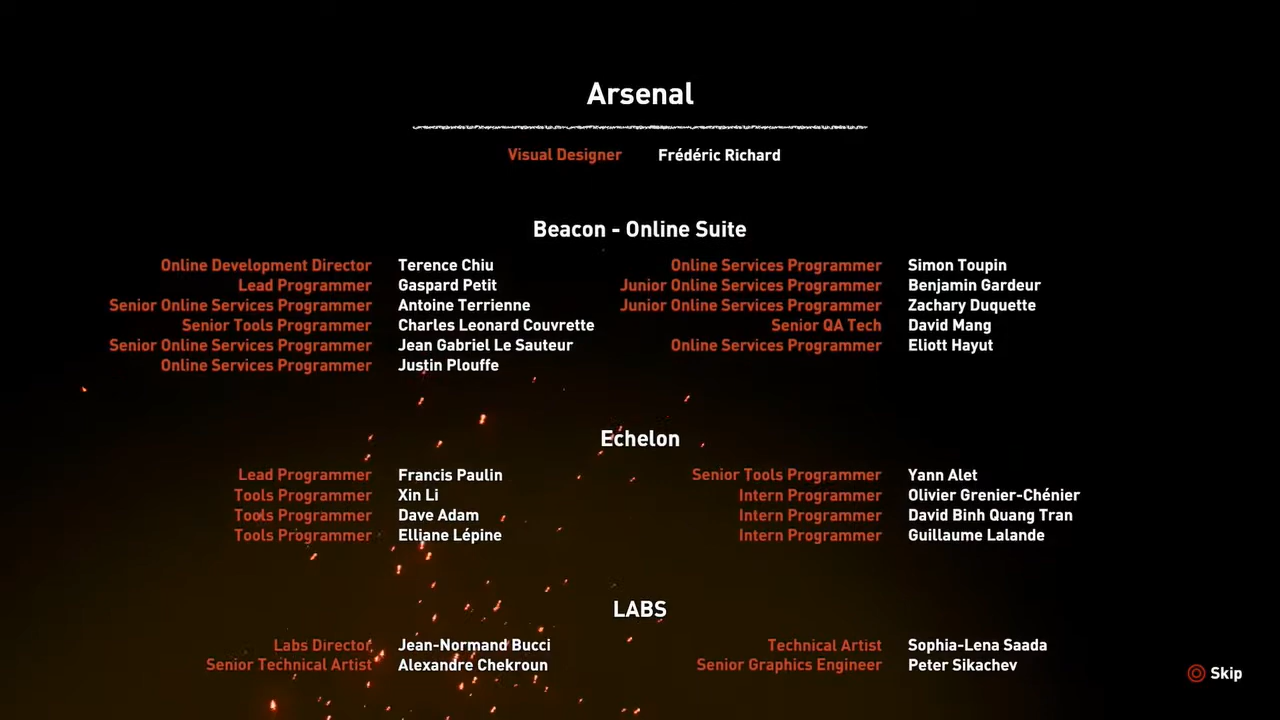 Arsenal
Visual Designer Frédéric Richard
Beacon - Online Suite
Online Development Director Terence Chiu Online Services Programmer Simon Toupin
Lead Programmer Gaspard Petit Junior Online Services Programmer Benjamin Gardeur
Senior Online Services Programmer Antoine Terrienne Junior Online Services Programmer Zachary Duquette
Senior Tools Programmer Charles Leonard Couvrette Senior QA Tech David Mang
Senior Online Services Programmer Jean Gabriel Le Sauteur Online Services Programmer Eliott Hayut
Online Services Programmer Justin Plouffe
Echelon
Lead Programmer Francis Paulin Senior Tools Programmer Yann Alet
Tools Programmer Xin Li Intern Programmer Olivier Grenier-Chénier
Tools Programmer Dave Adam Intern Programmer David Binh Quang Tran
Tools Programmer Elliane Lépine Intern Programmer Guillaume Lalande
LABS
Labs Director Jean-Normand Bucci Technical Artist Sophia-Lena Saada
Senior Technical Artist Alexandre Chekroun Senior Graphics Engineer Peter Sikachev
Skip